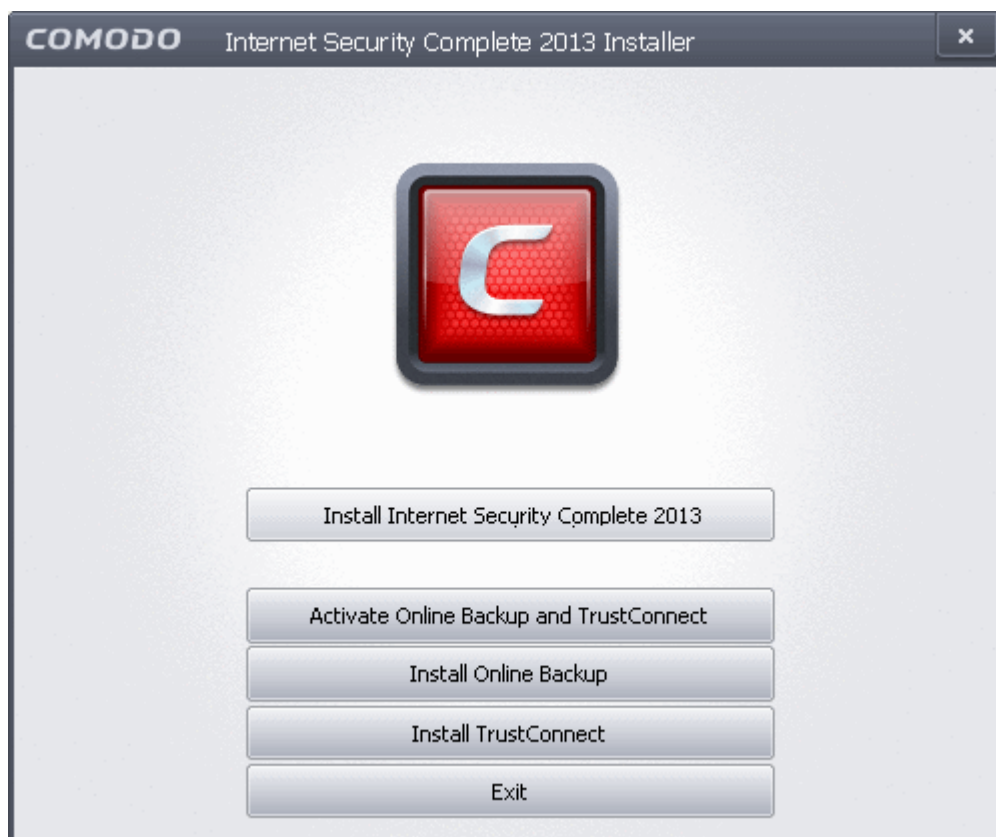 COMODO Internet Security Complete 2013 Installer
C
Install Internet Security Complete 2013
Activate Online Backup and TrustConnect
Install Online Backup
Install TrustConnect
Exit